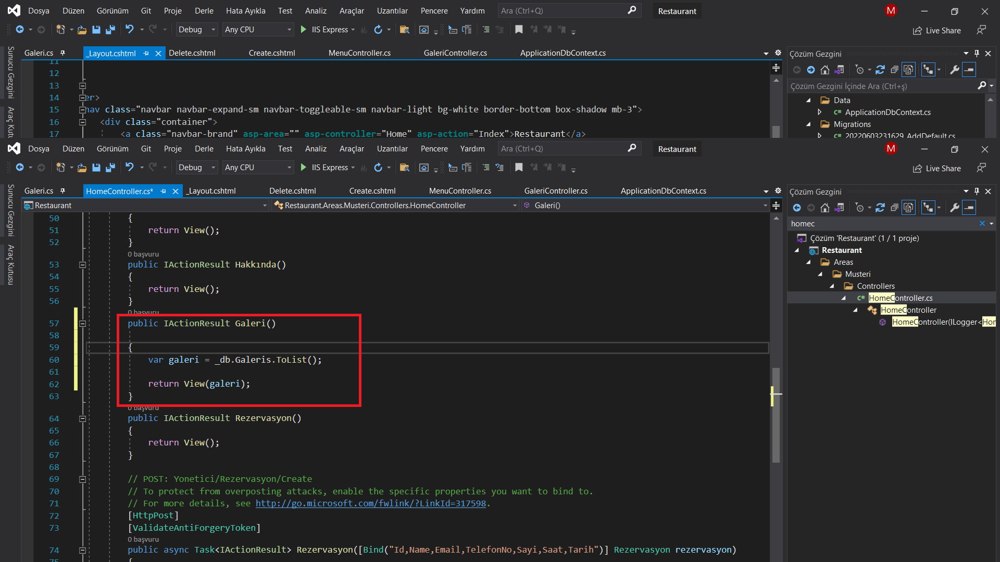 Dosya Düzen Görünüm Git Proje Derle Hata Ayıkla Test Analiz Araçlar Uzantılar Pencere Yardım Ara (Ctrl+Q) Restaurant M
Debug Any CPU IIS Express Live Share
Galeri.cs _Layout.cshtml Delete.cshtml Create.cshtml MenuController.cs GaleriController.cs ApplicationDbContext.cs
Sunucu Gezgini
Araç Kutu
11
12
13
14 er>
15 nav class="navbar navbar-expand-sm navbar-toggleable-sm navbar-light bg-white border-bottom box-shadow mb-3">
16 <div class="container">
17 <a class="navbar-brand" asp-area="" asp-controller="Home" asp-action="Index">Restaurant</a>
Çözüm Gezgini
Çözüm Gezgini İçinde Ara (Ctrl+ş)
Data
ApplicationDbContext.cs
Migrations
20220603231629_AddDefault.cs
Dosya Düzen Görünüm Git Proje Derle Hata Ayıkla Test Analiz Araçlar Uzantılar Pencere Yardım Ara (Ctrl+Q) Restaurant M
Debug Any CPU IIS Express Live Share
Galeri.cs HomeController.cs* _Layout.cshtml Delete.cshtml Create.cshtml MenuController.cs GaleriController.cs ApplicationDbContext.cs
Restaurant Restaurant.Areas.Musteri.Controllers.HomeController Galeri()
Sunucu Gezgini
Araç Kutusu
50 {
51 return View();
52 }
0 başvuru
53 public IActionResult Hakkında()
54 {
55 return View();
56 }
0 başvuru
57 public IActionResult Galeri()
58
59 {
60 var galeri = _db.Galeris.ToList();
61
62 return View(galeri);
63 }
0 başvuru
64 public IActionResult Rezervasyon()
65 {
66 return View();
67 }
68
69 // POST: Yonetici/Rezervasyon/Create
70 // To protect from overposting attacks, enable the specific properties you want to bind to.
71 // For more details, see http://go.microsoft.com/fwlink/?LinkId=317598.
72 [HttpPost]
73 [ValidateAntiForgeryToken]
0 başvuru
74 public async Task<IActionResult> Rezervasyon([Bind("Id,Name,Email,TelefonNo,Sayi,Saat,Tarih")] Rezervasyon rezervasyon)
75 {
Çözüm Gezgini
homec
Çözüm 'Restaurant' (1 / 1 proje)
Restaurant
Areas
Musteri
Controllers
HomeController.cs
HomeController
HomeController(ILogger<Hor